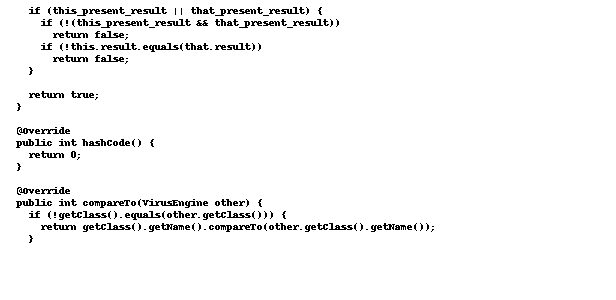 if (this_present_result || that_present_result) {
if (!(this_present_result && that_present_result))
return false;
if (!this.result.equals(that.result))
return false;
}
return true;
}
@Override
public int hashCode() {
return 0;
}
@Override
public int compareTo(VirusEngine other) {
if (!getClass().equals(other.getClass())) {
return getClass().getName().compareTo(other.getClass().getName());
}